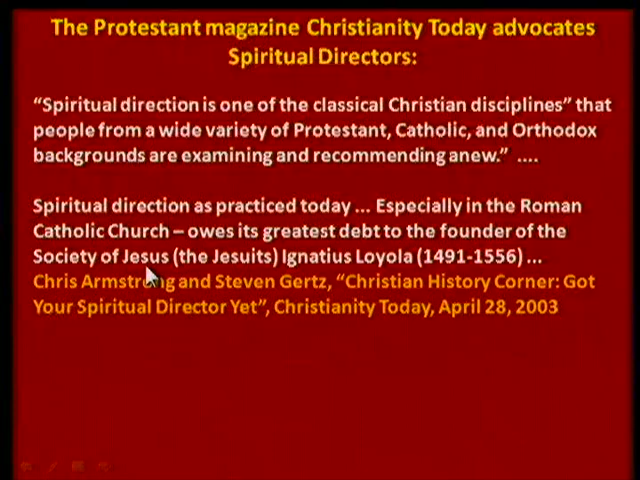 The Protestant magazine Christianity Today advocates
Spiritual Directors:
“Spiritual direction is one of the classical Christian disciplines” that
people from a wide variety of Protestant, Catholic, and Orthodox
backgrounds are examining and recommending anew.” ....
Spiritual direction as practiced today ... Especially in the Roman
Catholic Church – owes its greatest debt to the founder of the
Society of Jesus (the Jesuits) Ignatius Loyola (1491-1556) ...
Chris Armstrong and Steven Gertz, “Christian History Corner: Got
Your Spiritual Director Yet”, Christianity Today, April 28, 2003